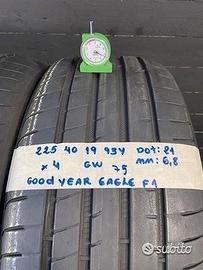 225 40 19 93Y DOT: 21
x 4 GW 75 mm: 6,8
GOOD YEAR EAGLE F1
subito